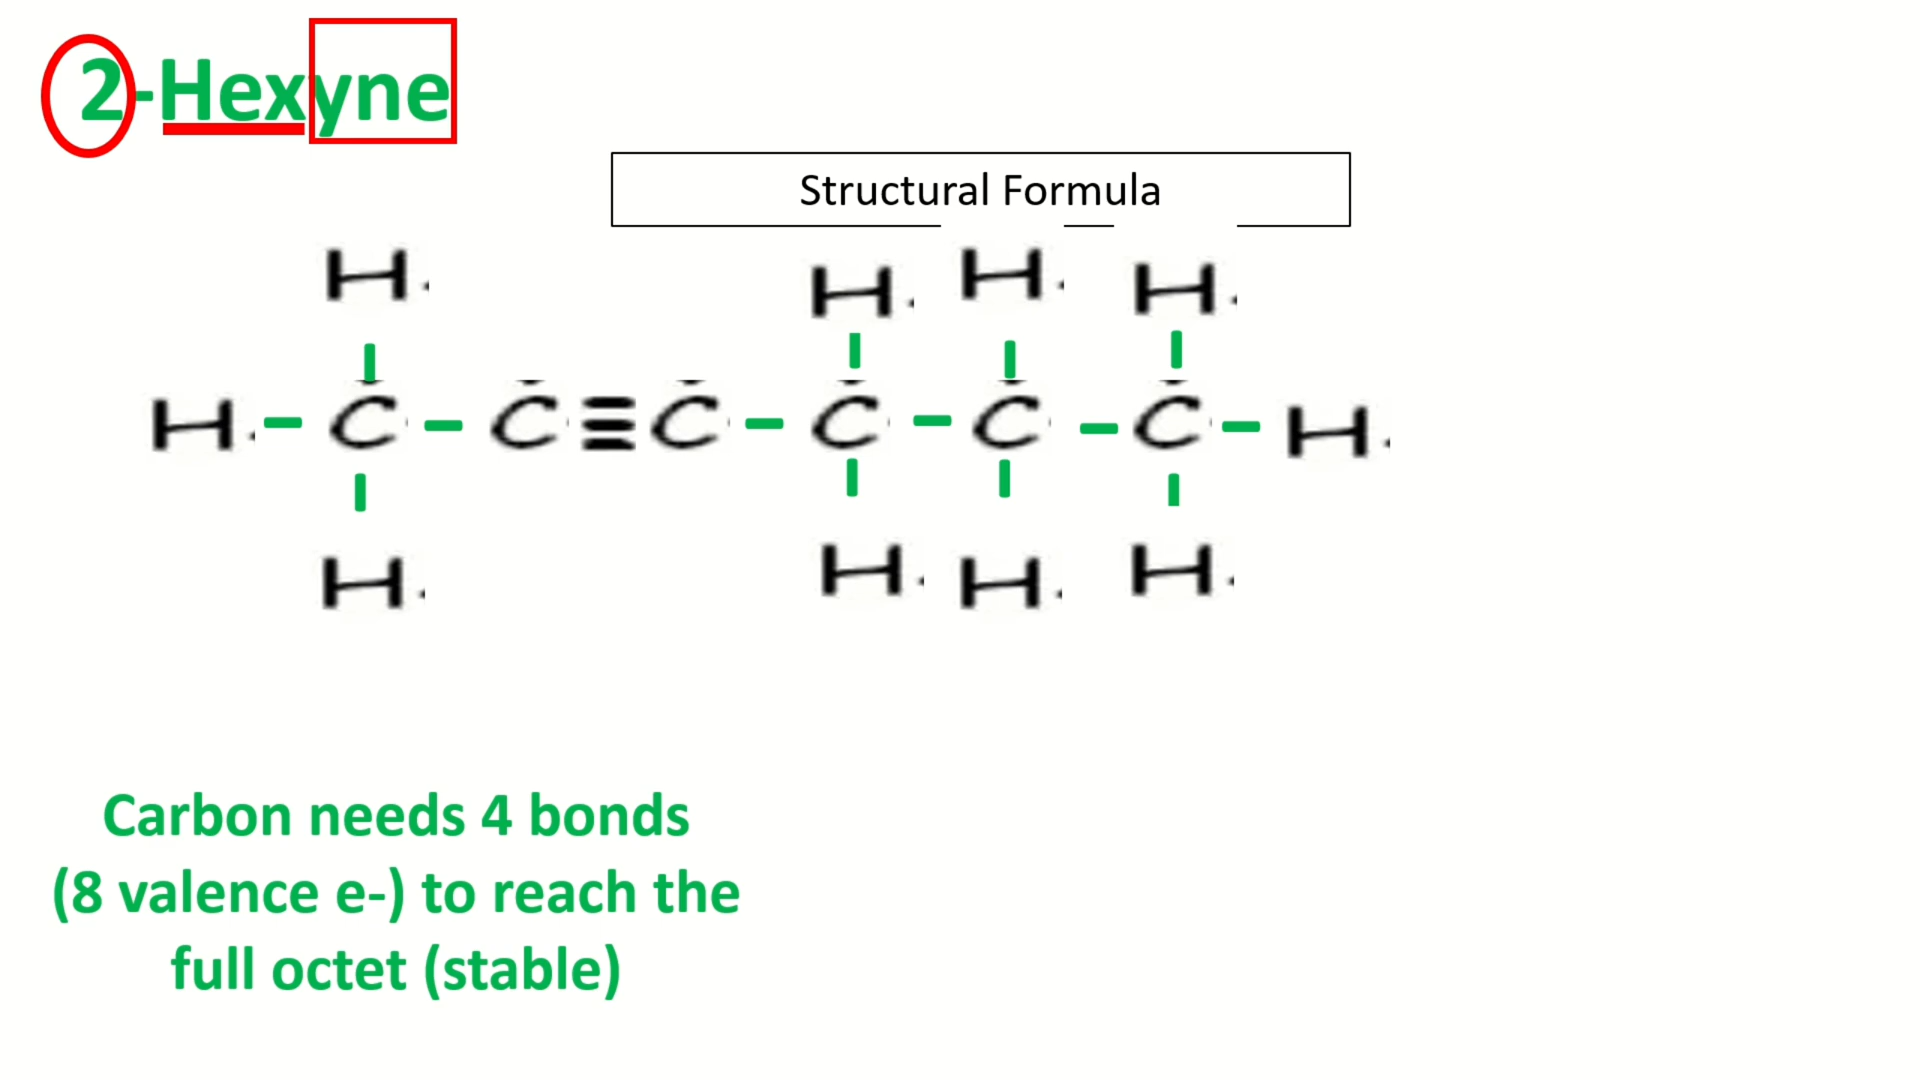 2-Hexyne
Structural Formula
H. H. H. H.
H. - C - C ≡ C - C - C - C - H.
H. H. H. H.
Carbon needs 4 bonds
(8 valence e-) to reach the
full octet (stable)